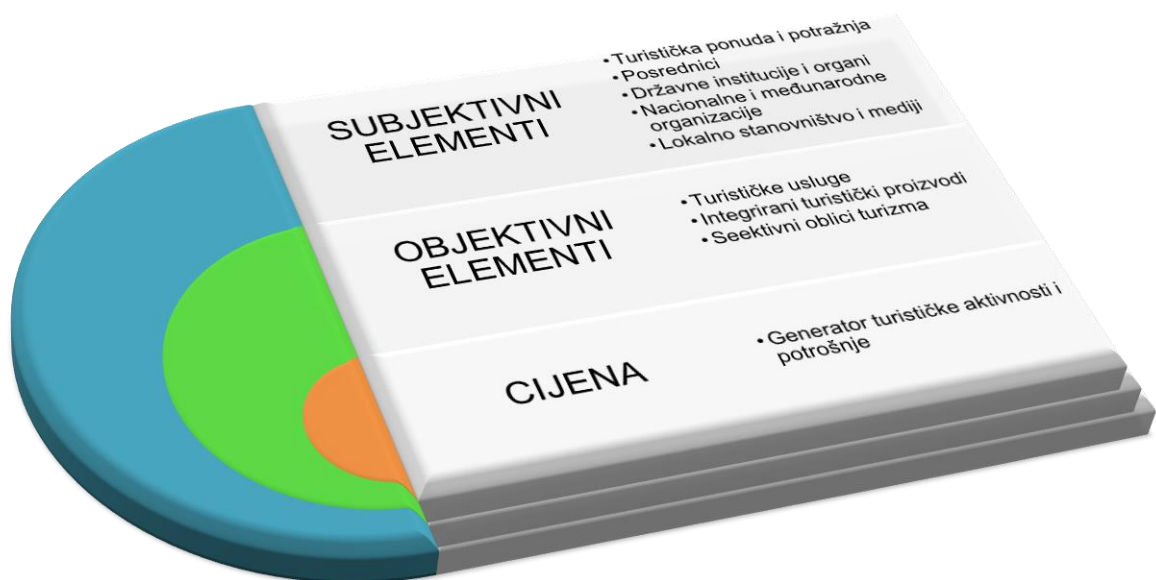 SUBJEKTIVNI
ELEMENTI
•Turistička ponuda i potražnja
•Posrednici
•Državne institucije i organi
•Nacionalne i međunarodne
organizacije
•Lokalno stanovništvo i mediji
OBJEKTIVNI
ELEMENTI
•Turističke usluge
•Integrirani turistički proizvodi
•Seektivni oblici turizma
CIJENA
•Generator turističke aktivnosti i
potrošnje